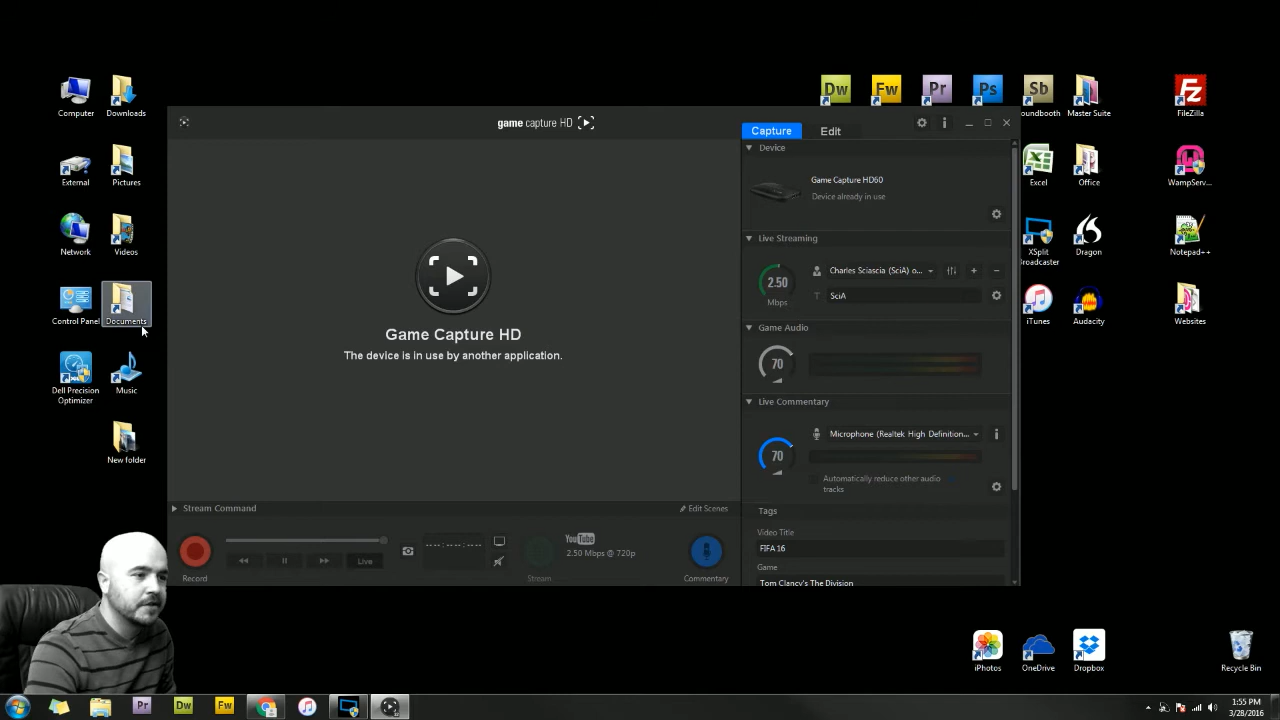 Computer
Downloads
Dw
Fw
Pr
Ps
Sb
oundbooth
Master Suite
Fz
FileZilla
External
Pictures
Excel
Office
WampServ...
Network
Videos
XSplit
Broadcaster
Dragon
Notepad++
Control Panel
Documents
iTunes
Audacity
Websites
Dell Precision
Optimizer
Music
New folder
game capture HD
Capture
Edit
Device
Game Capture HD60
Device already in use
Live Streaming
2.50
Mbps
Charles Sciascia (SciA) o...
T SciA
Game Audio
70
Live Commentary
70
Microphone (Realtek High Definition...
Automatically reduce other audio
tracks
Game Capture HD
The device is in use by another application.
Stream Command
Edit Scenes
Tags
Video Title
FIFA 16
Game
Tom Clancy's The Division
Record
Live
----:----:----
Stream
YouTube
2.50 Mbps @ 720p
Commentary
iPhotos
OneDrive
Dropbox
Recycle Bin
Pr
Dw
Fw
1:55 PM
3/28/2016